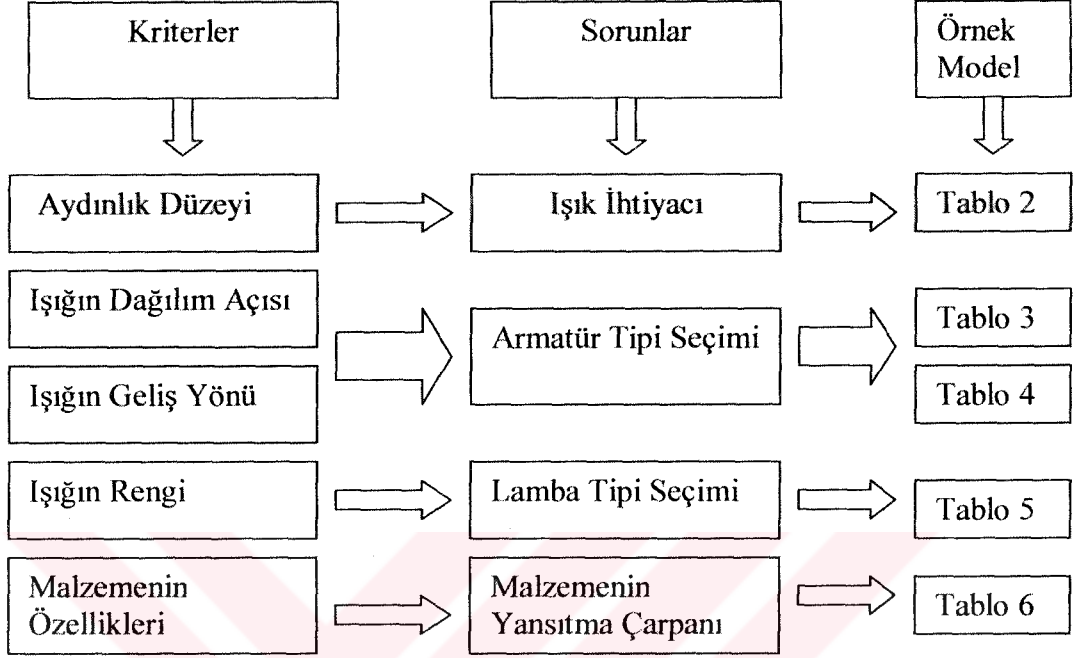 Kriterler
Sorunlar
Örnek
Model
Aydınlık Düzeyi
Işık İhtiyacı
Tablo 2
Işığın Dağılım Açısı
Işığın Geliş Yönü
Armatür Tipi Seçimi
Tablo 3
Tablo 4
Işığın Rengi
Lamba Tipi Seçimi
Tablo 5
Malzemenin
Özellikleri
Malzemenin
Yansıtma Çarpanı
Tablo 6